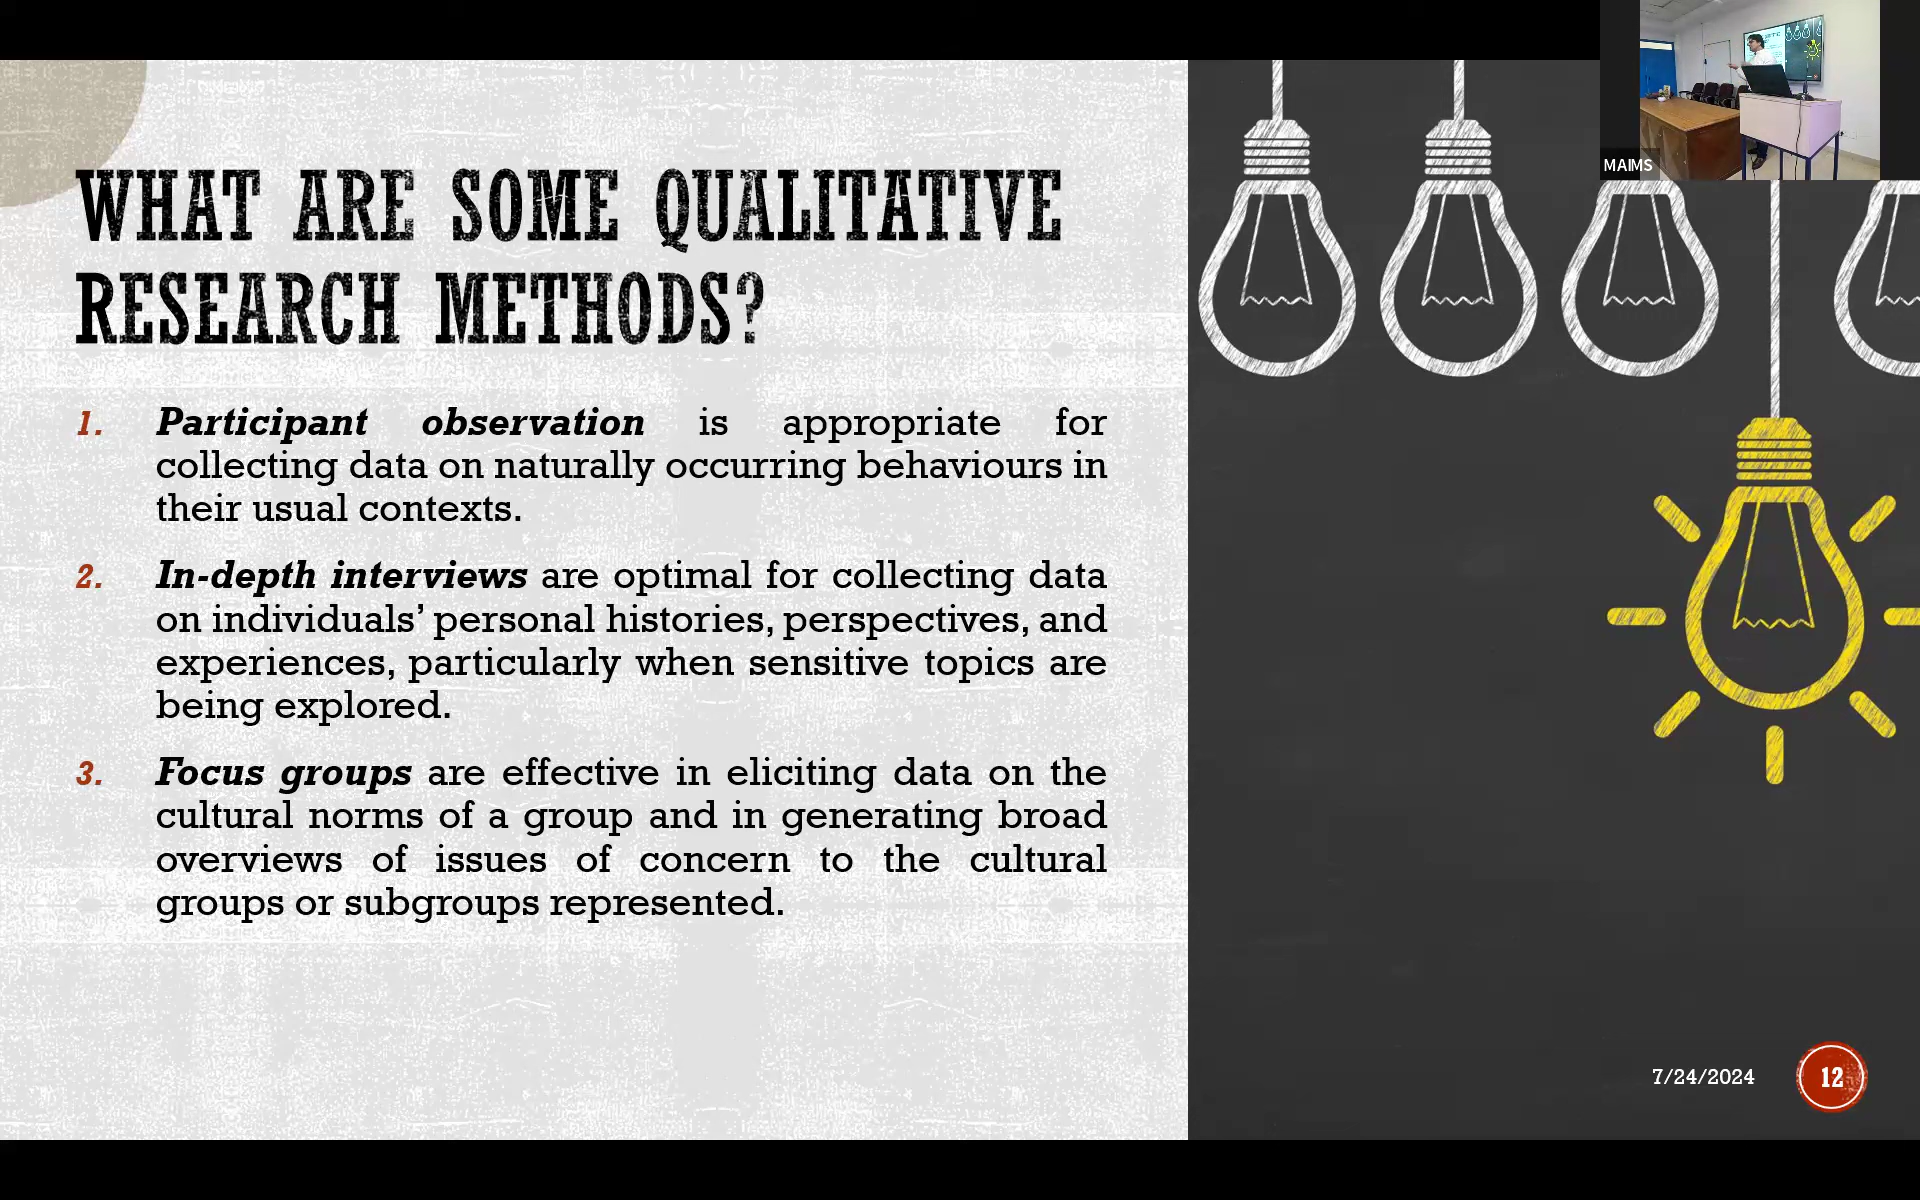 WHAT ARE SOME QUALITATIVE
RESEARCH METHODS?
1. Participant observation is appropriate for
collecting data on naturally occurring behaviours in
their usual contexts.
2. In-depth interviews are optimal for collecting data
on individuals’ personal histories, perspectives, and
experiences, particularly when sensitive topics are
being explored.
3. Focus groups are effective in eliciting data on the
cultural norms of a group and in generating broad
overviews of issues of concern to the cultural
groups or subgroups represented.
MAIMS
7/24/2024
12